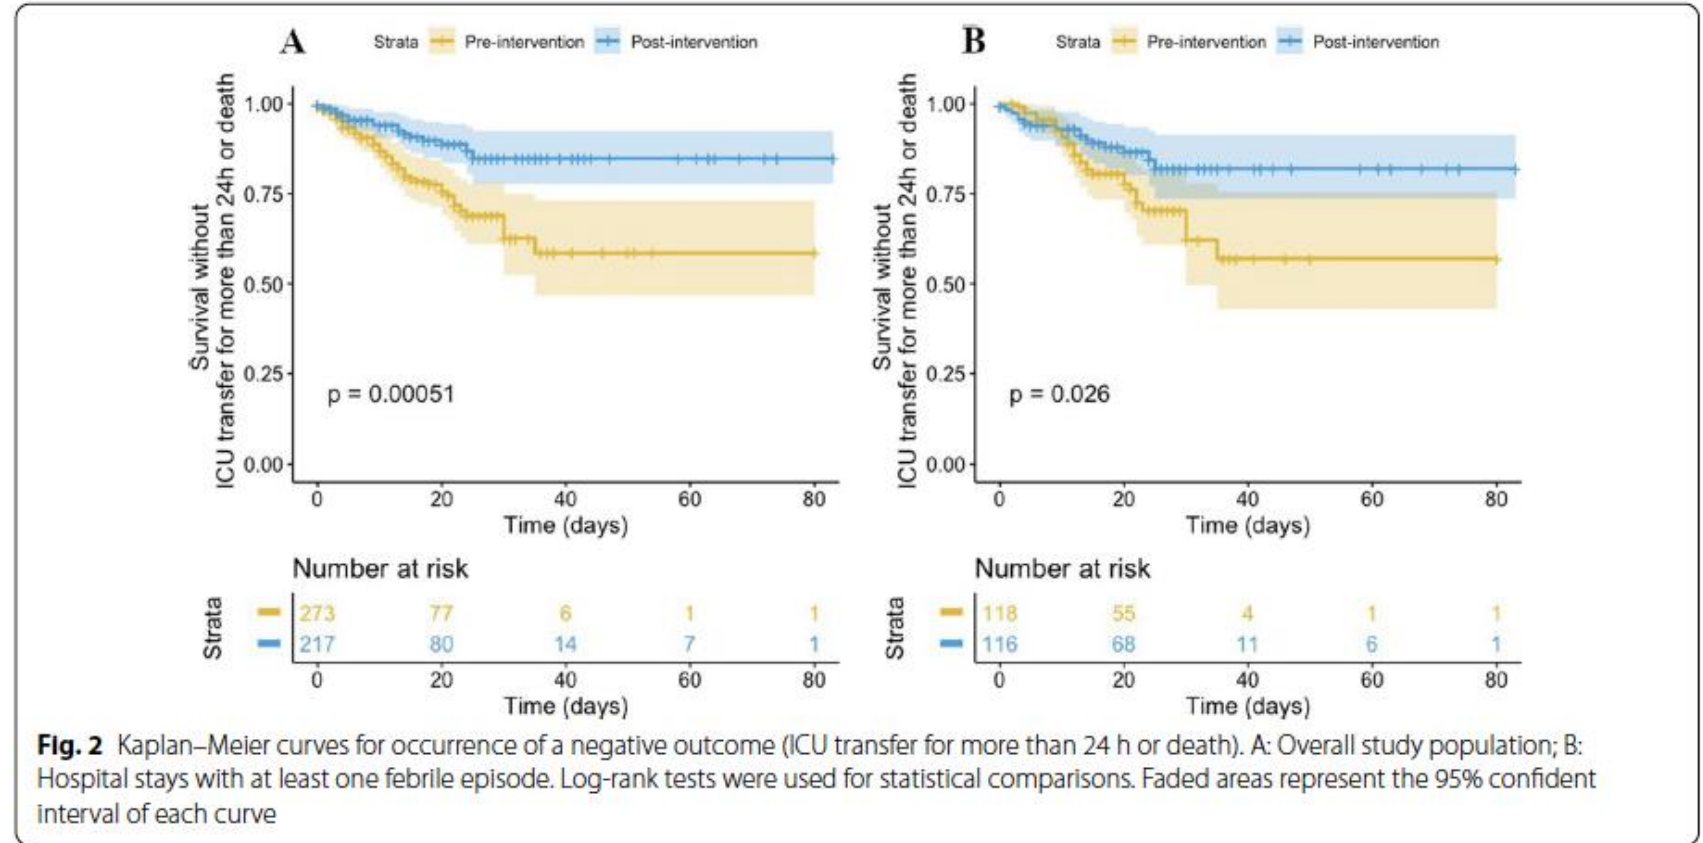 A
Strata Pre-intervention Post-intervention
Survival without
ICU transfer for more than 24h or death
1.00
0.75
0.50
0.25
0.00
p = 0.00051
0 20 40 60 80
Time (days)
Number at risk
Strata
273 77 6 1 1
217 80 14 7 1
0 20 40 60 80
Time (days)
B
Strata Pre-intervention Post-intervention
Survival without
ICU transfer for more than 24h or death
1.00
0.75
0.50
0.25
0.00
p = 0.026
0 20 40 60 80
Time (days)
Number at risk
Strata
118 55 4 1 1
116 68 11 6 1
0 20 40 60 80
Time (days)
Fig. 2 Kaplan–Meier curves for occurrence of a negative outcome (ICU transfer for more than 24 h or death). A: Overall study population; B:
Hospital stays with at least one febrile episode. Log-rank tests were used for statistical comparisons. Faded areas represent the 95% confident
interval of each curve